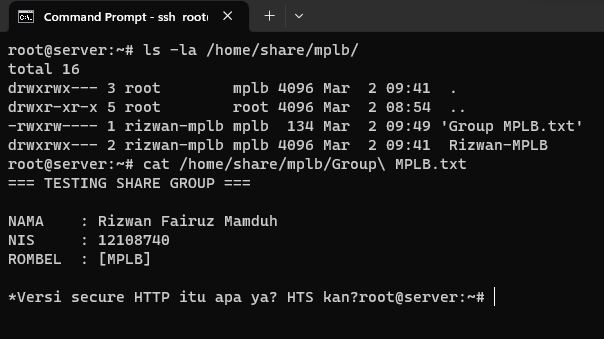 Command Prompt - ssh root(
root@server:~# ls -la /home/share/mplb/
total 16
drwxrwx--- 3 root        mplb 4096 Mar  2 09:41  .
drwxr-xr-x 5 root        root 4096 Mar  2 08:54  ..
-rwxrw---- 1 rizwan-mplb mplb  134 Mar  2 09:49 'Group MPLB.txt'
drwxrwx--- 2 rizwan-mplb mplb 4096 Mar  2 09:41  Rizwan-MPLB
root@server:~# cat /home/share/mplb/Group\ MPLB.txt
=== TESTING SHARE GROUP ===
NAMA    : Rizwan Fairuz Mamduh
NIS     : 12108740
ROMBEL  : [MPLB]
*Versi secure HTTP itu apa ya? HTS kan?root@server:~#